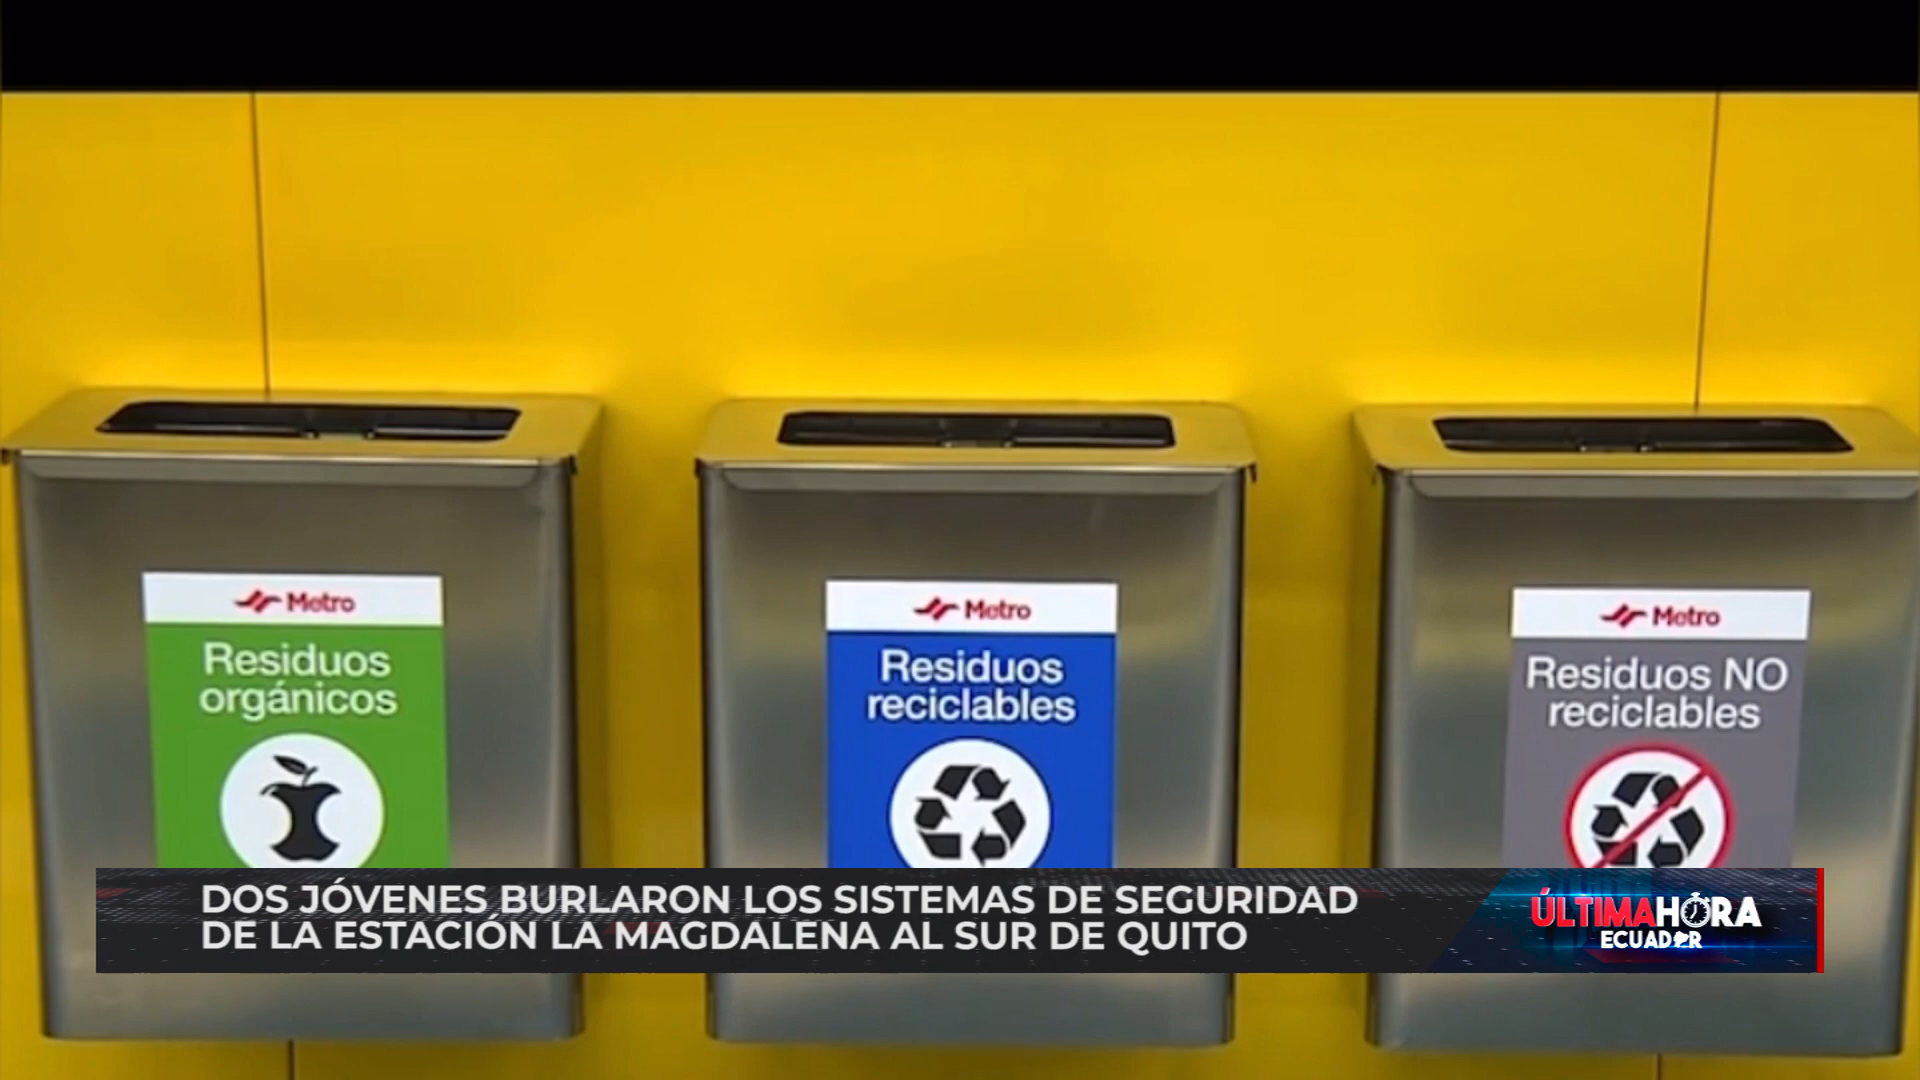 Metro
Residuos
orgánicos
Metro
Residuos
reciclables
Metro
Residuos NO
reciclables
DOS JÓVENES BURLARON LOS SISTEMAS DE SEGURIDAD
DE LA ESTACIÓN LA MAGDALENA AL SUR DE QUITO
ÚLTIMAHORA
ECUADOR